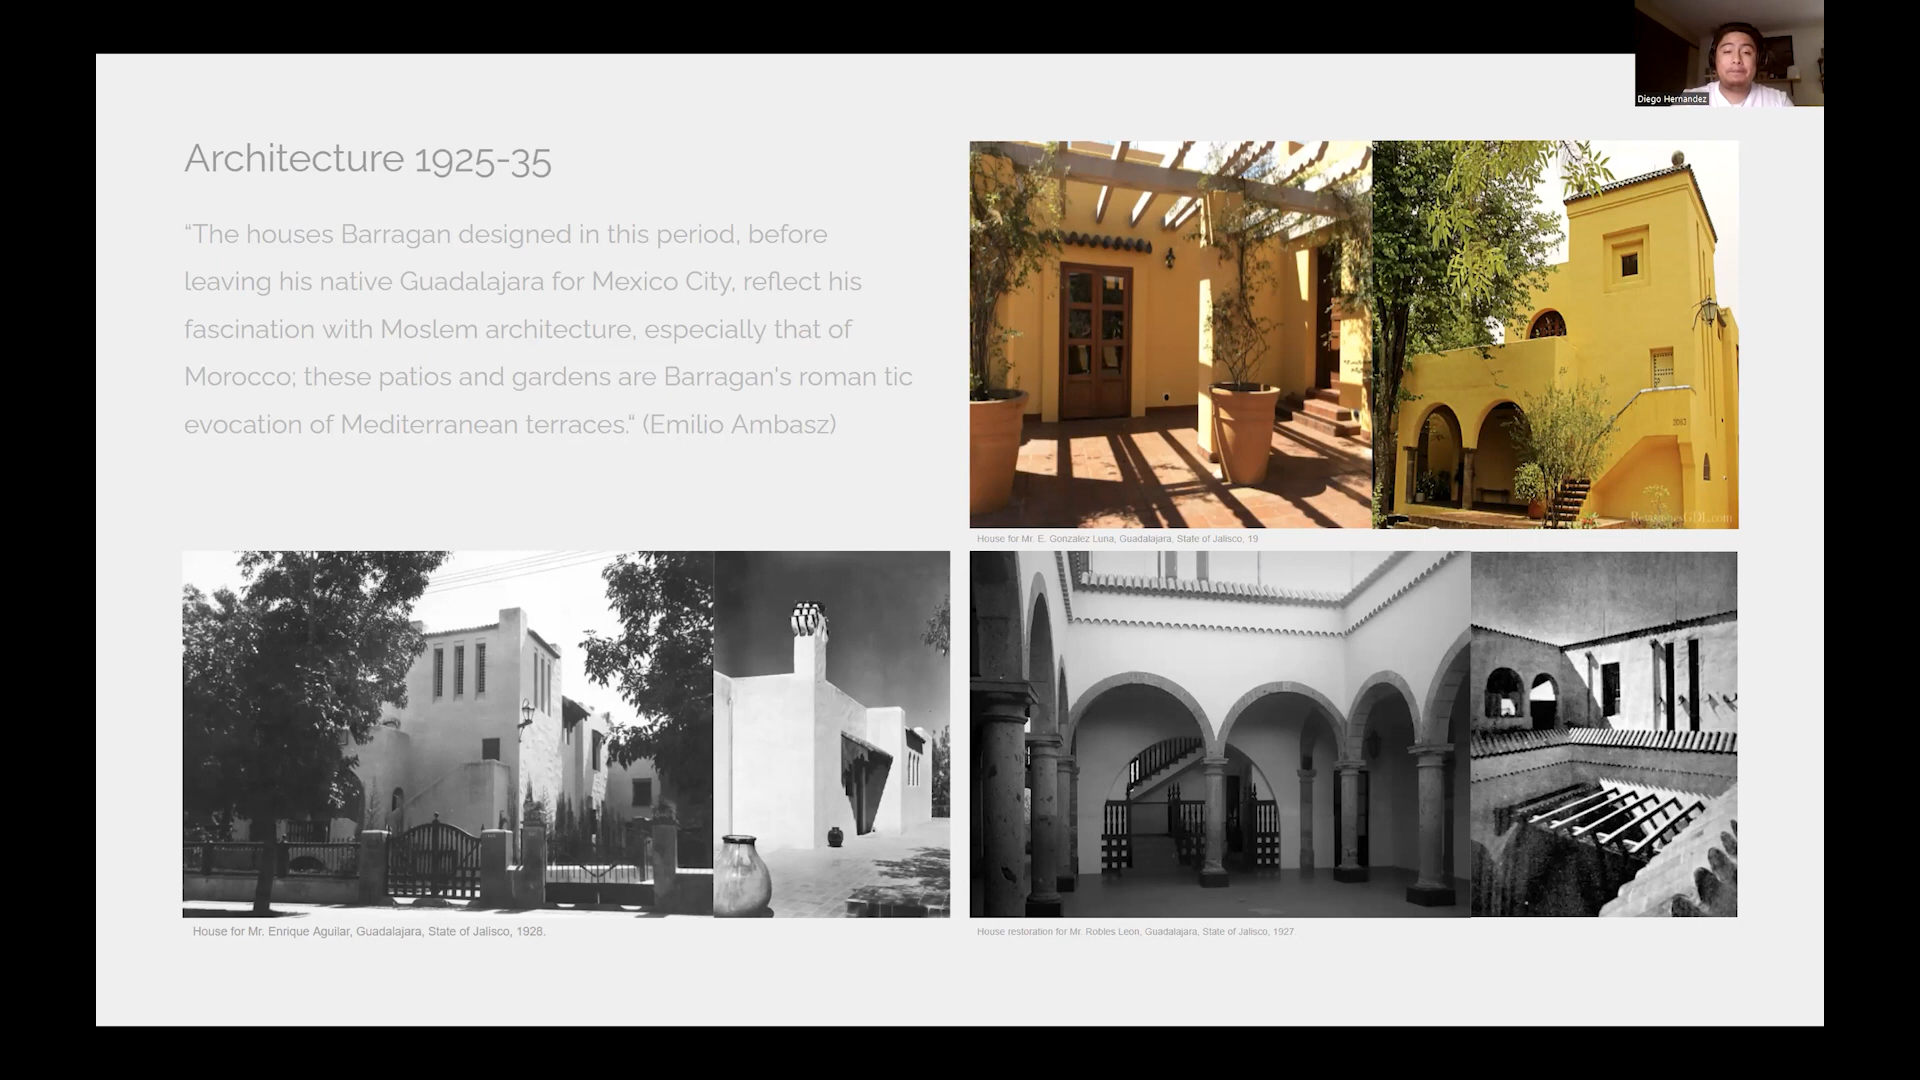 Diego Hernandez
Architecture 1925-35
“The houses Barragan designed in this period, before
leaving his native Guadalajara for Mexico City, reflect his
fascination with Moslem architecture, especially that of
Morocco; these patios and gardens are Barragan's roman tic
evocation of Mediterranean terraces.“ (Emilio Ambasz)
2083
RevisionesGDL.com
House for Mr. E. Gonzalez Luna, Guadalajara, State of Jalisco, 19
House for Mr. Enrique Aguilar, Guadalajara, State of Jalisco, 1928.
House restoration for Mr. Robles Leon, Guadalajara, State of Jalisco, 1927